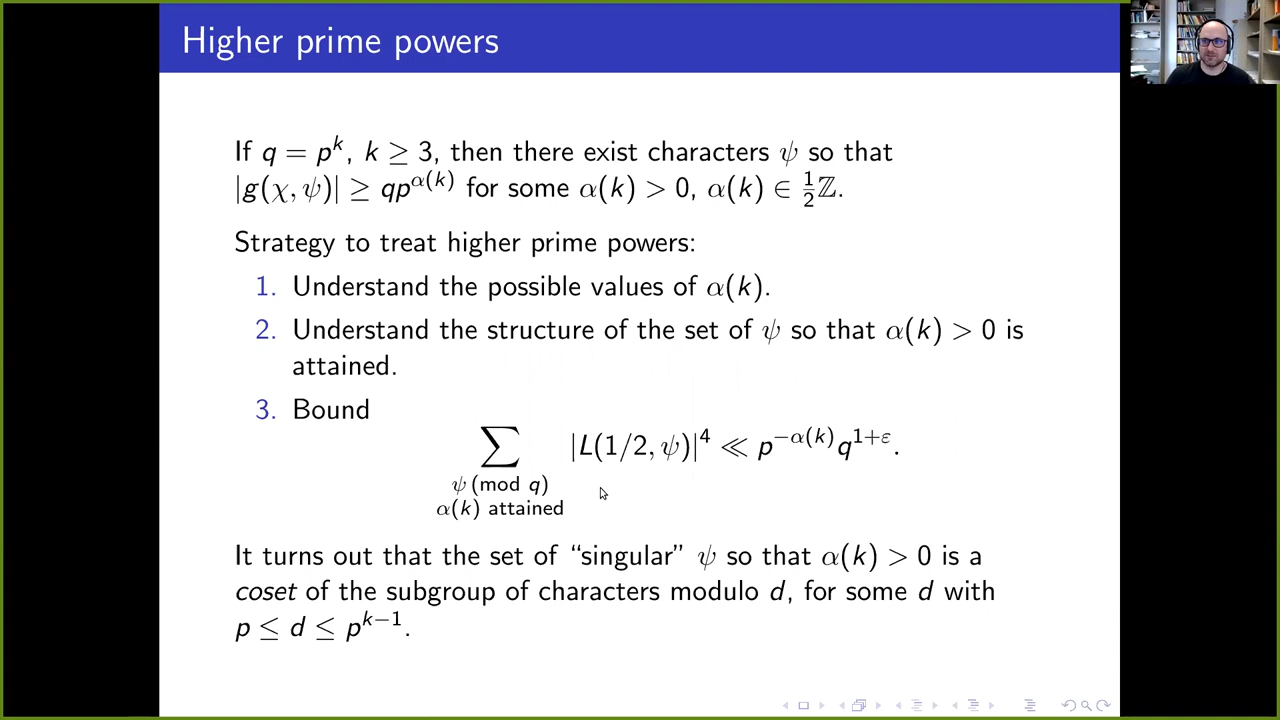 Higher prime powers
If q = p^k, k ≥ 3, then there exist characters ψ so that
|g(χ, ψ)| ≥ qp^{α(k)} for some α(k) > 0, α(k) ∈ ½ℤ.
Strategy to treat higher prime powers:
1. Understand the possible values of α(k).
2. Understand the structure of the set of ψ so that α(k) > 0 is
attained.
3. Bound
∑ |L(1/2, ψ)|⁴ ≪ p^{−α(k)}q^{1+ε}.
ψ (mod q)
α(k) attained
It turns out that the set of “singular” ψ so that α(k) > 0 is a
coset of the subgroup of characters modulo d, for some d with
p ≤ d ≤ p^{k−1}.